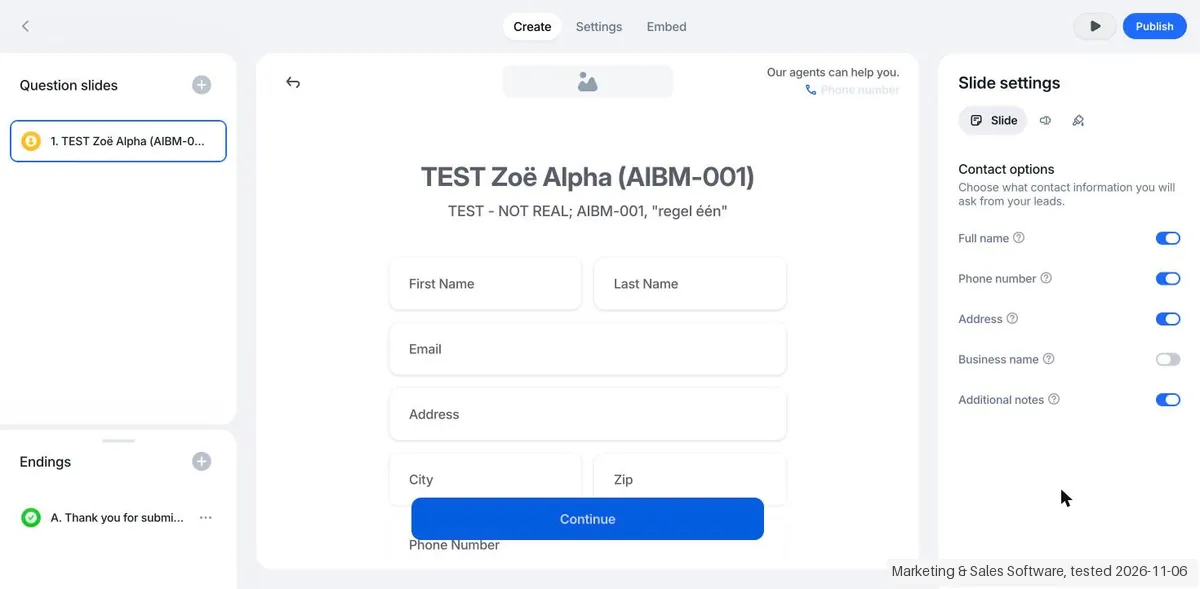 Create
Settings
Embed
Publish
Question slides
1. TEST Zoë Alpha (AIBM-0...
Endings
A. Thank you for submi...
Our agents can help you.
Phone number
TEST Zoë Alpha (AIBM-001)
TEST - NOT REAL; AIBM-001, "regel één"
First Name
Last Name
Email
Address
City
Zip
Continue
Phone Number
Slide settings
Slide
Contact options
Choose what contact information you will
ask from your leads.
Full name
Phone number
Address
Business name
Additional notes
Marketing & Sales Software, tested 2026-11-06